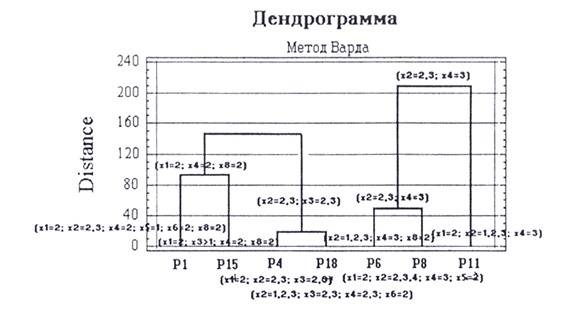 Дендрограмма
Метод Варда
(x2=2,3; x4=3)
240
200
160
120
80
40
0
Distance
(x1=2; x4=2; x8=2)
(x2=2,3; x3=2,3)
(x2=2,3; x4=3)
(x1=2; x2=2,3; x4=2; x5=1; x6=2; x8=2)
(x1=2; x3>1; x4=2; x8=2)
(x2=1,2,3; x4=3; x8=2)
(x1=2; x2=1,2,3; x4=3)
P1 P15 P4 P18 P6 P8 P11
x2=2,3;
(x1=2; x2=2,3,4; x4=3; x5=2)
(x2=1,2,3; x3=2,3; x4=2,3; x6=2)